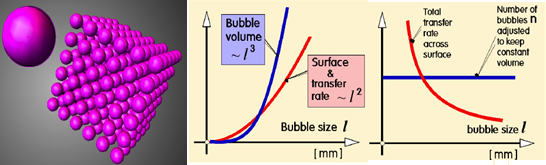 Bubble
volume
~ l³
Surface
&
transfer
rate ~ l²
Bubble size l
[mm]
Total
transfer
rate
across
surface
Number of
bubbles n
adjusted
to keep
constant
volume
bubble size l
[mm]